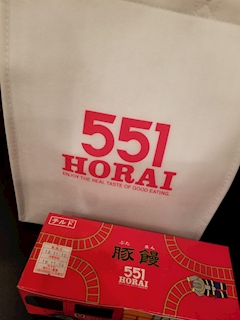 551
HORAI
ENJOY THE REAL TASTE OF GOOD EATING.
チルド
ぶた まん
豚饅
551
HORAI